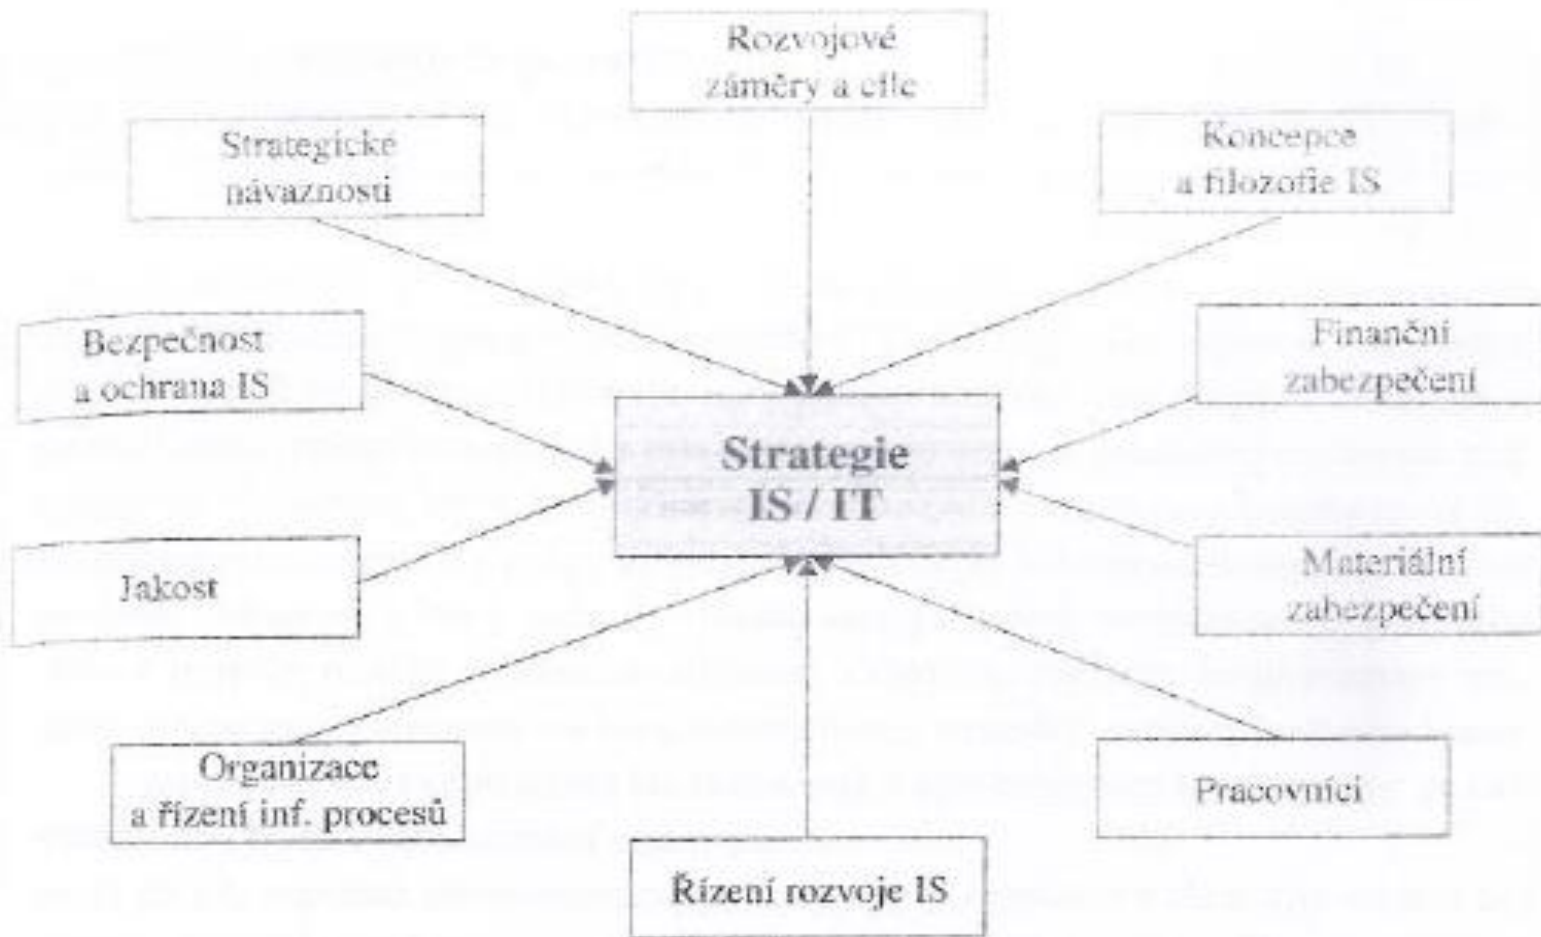 Rozvojové
záměry a cíle
Strategické
návaznosti
Koncepce
a filozofie IS
Bezpečnost
a ochrana IS
Finanční
zabezpečení
Strategie
IS / IT
Jakost
Materiální
zabezpečení
Organizace
a řízení inf. procesů
Pracovníci
Řízení rozvoje IS